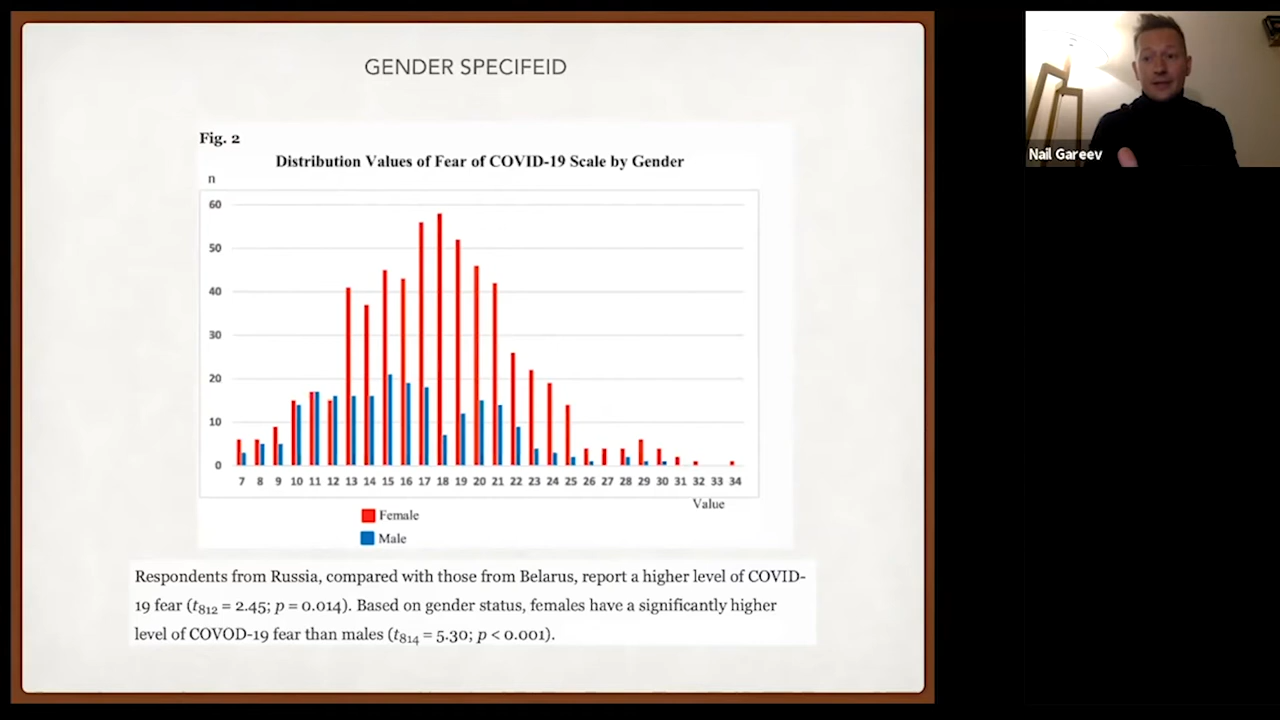 GENDER SPECIFEID
Fig. 2
Distribution Values of Fear of COVID-19 Scale by Gender
n
60
50
40
30
20
10
0
7 8 9 10 11 12 13 14 15 16 17 18 19 20 21 22 23 24 25 26 27 28 29 30 31 32 33 34
Value
Female
Male
Respondents from Russia, compared with those from Belarus, report a higher level of COVID-
19 fear (t812 = 2.45; p = 0.014). Based on gender status, females have a significantly higher
level of COVOD-19 fear than males (t814 = 5.30; p < 0.001).
Nail Gareev